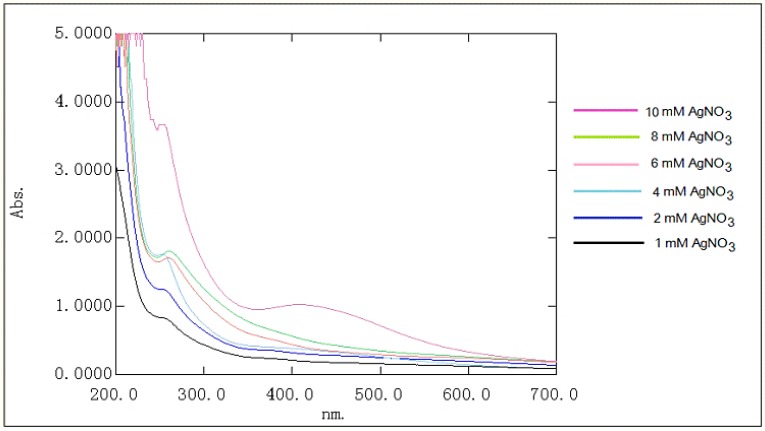 5.0000
4.0000
3.0000
2.0000
1.0000
0.0000
Abs.
200.0 300.0 400.0 500.0 600.0 700.0
nm.
10 mM AgNO3
8 mM AgNO3
6 mM AgNO3
4 mM AgNO3
2 mM AgNO3
1 mM AgNO3